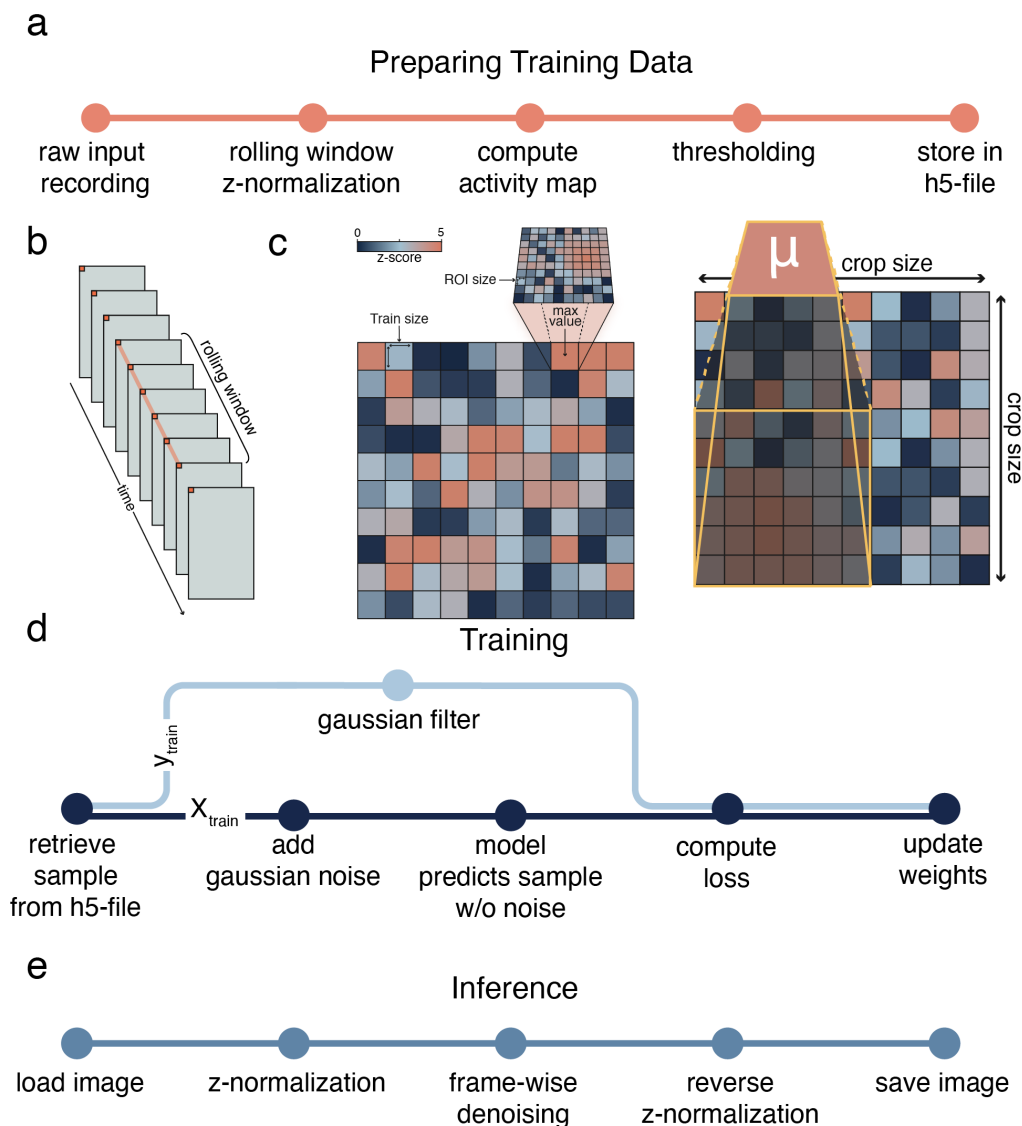 a
Preparing Training Data
raw input
recording
rolling window
z-normalization
compute
activity map
thresholding
store in
h5-file
b
rolling window
time
c
0
5
z-score
ROI size
Train size
max
value
μ
crop size
crop size
d
Training
gaussian filter
ytrain
Xtrain
retrieve
sample
from h5-file
add
gaussian noise
model
predicts sample
w/o noise
compute
loss
update
weights
e
Inference
load image
z-normalization
frame-wise
denoising
reverse
z-normalization
save image